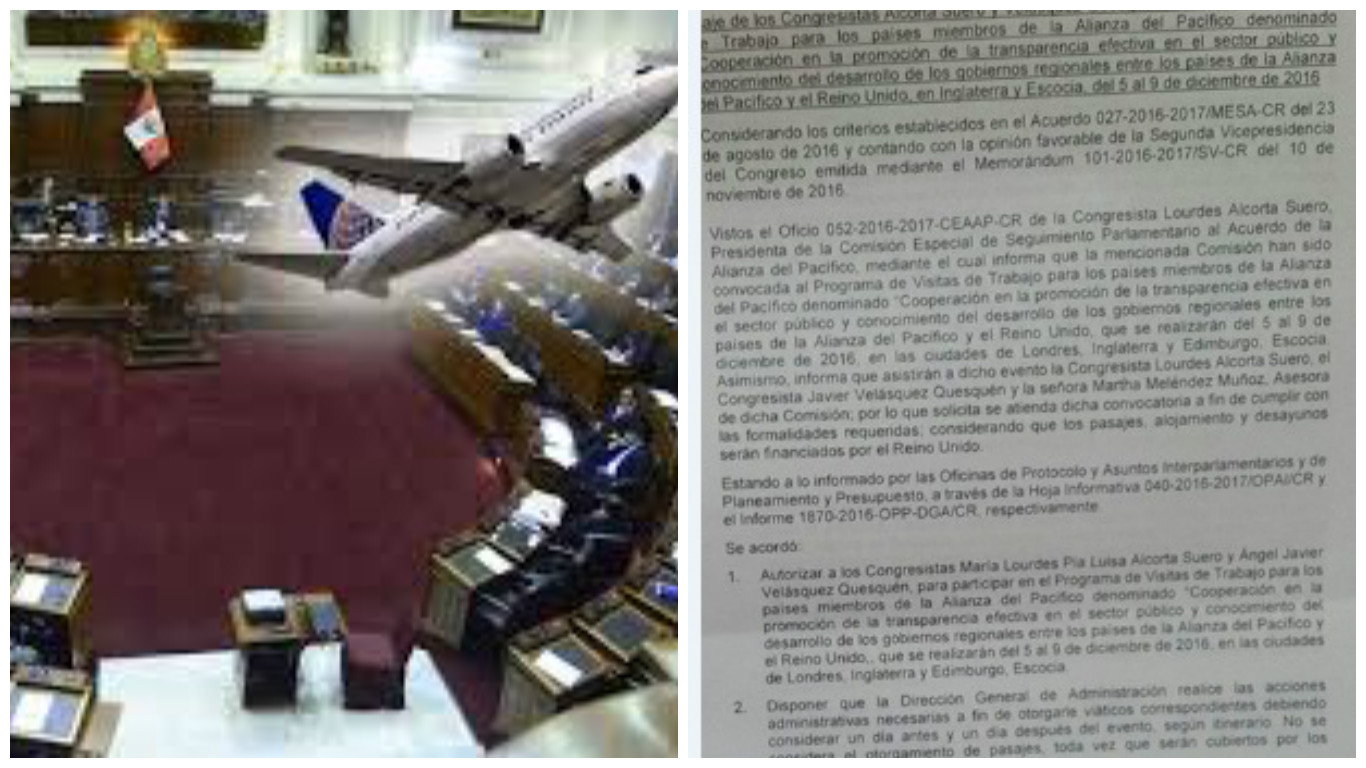 aje de los Congresistas Alcorta Suero y
e Trabajo para los países miembros de la Alianza del Pacífico denominado
Cooperación en la promoción de la transparencia efectiva en el sector público y
onocimiento del desarrollo de los gobiernos regionales entre los países de la Alianza
del Pacífico y el Reino Unido, en Inglaterra y Escocia, del 5 al 9 de diciembre de 2016
Considerando los criterios establecidos en el Acuerdo 027-2016-2017/MESA-CR del 23
de agosto de 2016 y contando con la opinión favorable de la Segunda Vicepresidencia
del Congreso emitida mediante el Memorándum 101-2016-2017/SV-CR del 10 de
noviembre de 2016.
Vistos el Oficio 052-2016-2017-CEAAP-CR de la Congresista Lourdes Alcorta Suero,
Presidenta de la Comisión Especial de Seguimiento Parlamentario al Acuerdo de la
Alianza del Pacífico, mediante el cual informa que la mencionada Comisión han sido
convocada al Programa de Visitas de Trabajo para los países miembros de la Alianza
del Pacífico denominado "Cooperación en la promoción de la transparencia efectiva en
el sector público y conocimiento del desarrollo de los gobiernos regionales entre los
países de la Alianza del Pacífico y el Reino Unido, que se realizarán del 5 al 9 de
diciembre de 2016, en las ciudades de Londres, Inglaterra y Edimburgo, Escocia.
Asimismo, informa que asistirán a dicho evento la Congresista Lourdes Alcorta Suero, el
Congresista Javier Velásquez Quesquén y la señora Martha Meléndez Muñoz, Asesora
de dicha Comisión; por lo que solicita se atienda dicha convocatoria a fin de cumplir con
las formalidades requeridas; considerando que los pasajes, alojamiento y desayunos
serán financiados por el Reino Unido.
Estando a lo informado por las Oficinas de Protocolo y Asuntos Interparlamentarios y de
Planeamiento y Presupuesto, a través de la Hoja Informativa 040-2016-2017/OPAI/CR y
el Informe 1870-2016-OPP-DGA/CR, respectivamente.
Se acordó:
1. Autorizar a los Congresistas María Lourdes Pía Luisa Alcorta Suero y Ángel Javier
Velásquez Quesquén, para participar en el Programa de Visitas de Trabajo para los
países miembros de la Alianza del Pacífico denominado "Cooperación en la
promoción de la transparencia efectiva en el sector público y conocimiento del
desarrollo de los gobiernos regionales entre los países de la Alianza del Pacífico y
el Reino Unido,, que se realizarán del 5 al 9 de diciembre de 2016, en las ciudades
de Londres, Inglaterra y Edimburgo, Escocia.
2. Disponer que la Dirección General de Administración realice las acciones
administrativas necesarias a fin de otorgarle viáticos correspondientes debiendo
considerar un día antes y un día después del evento, según itinerario. No se
considera el otorgamiento de pasajes, toda vez que serán cubiertos por los